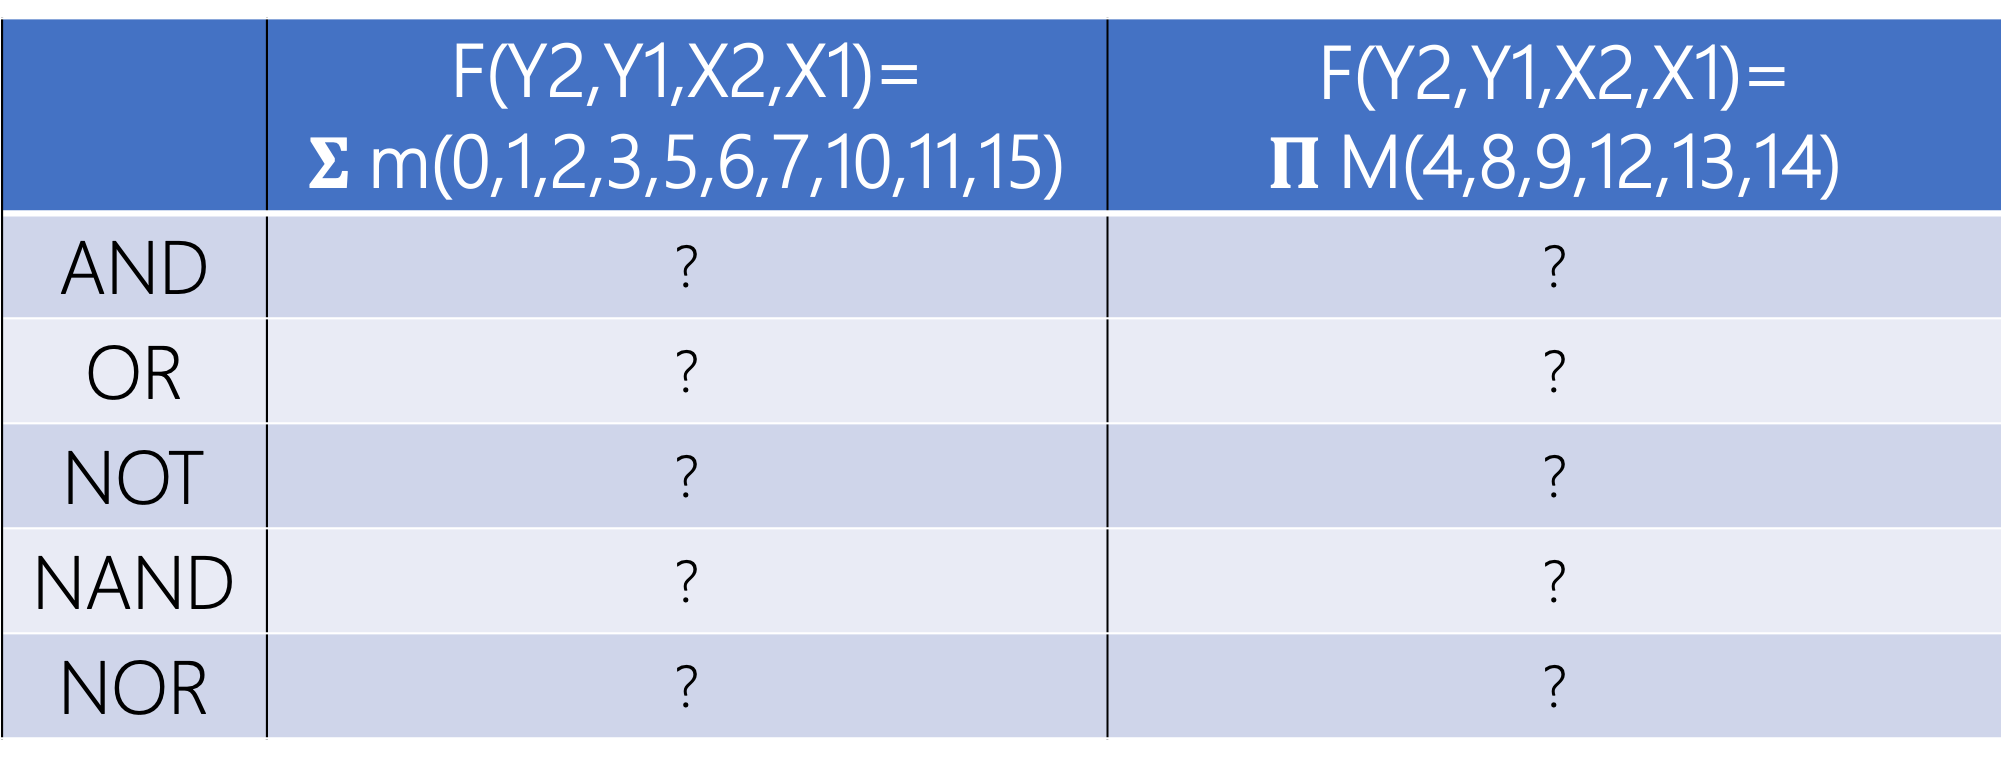 F(Y2,Y1,X2,X1)=
Σ m(0,1,2,3,5,6,7,10,11,15)
F(Y2,Y1,X2,X1)=
Π M(4,8,9,12,13,14)
AND ? ?
OR ? ?
NOT ? ?
NAND ? ?
NOR ? ?